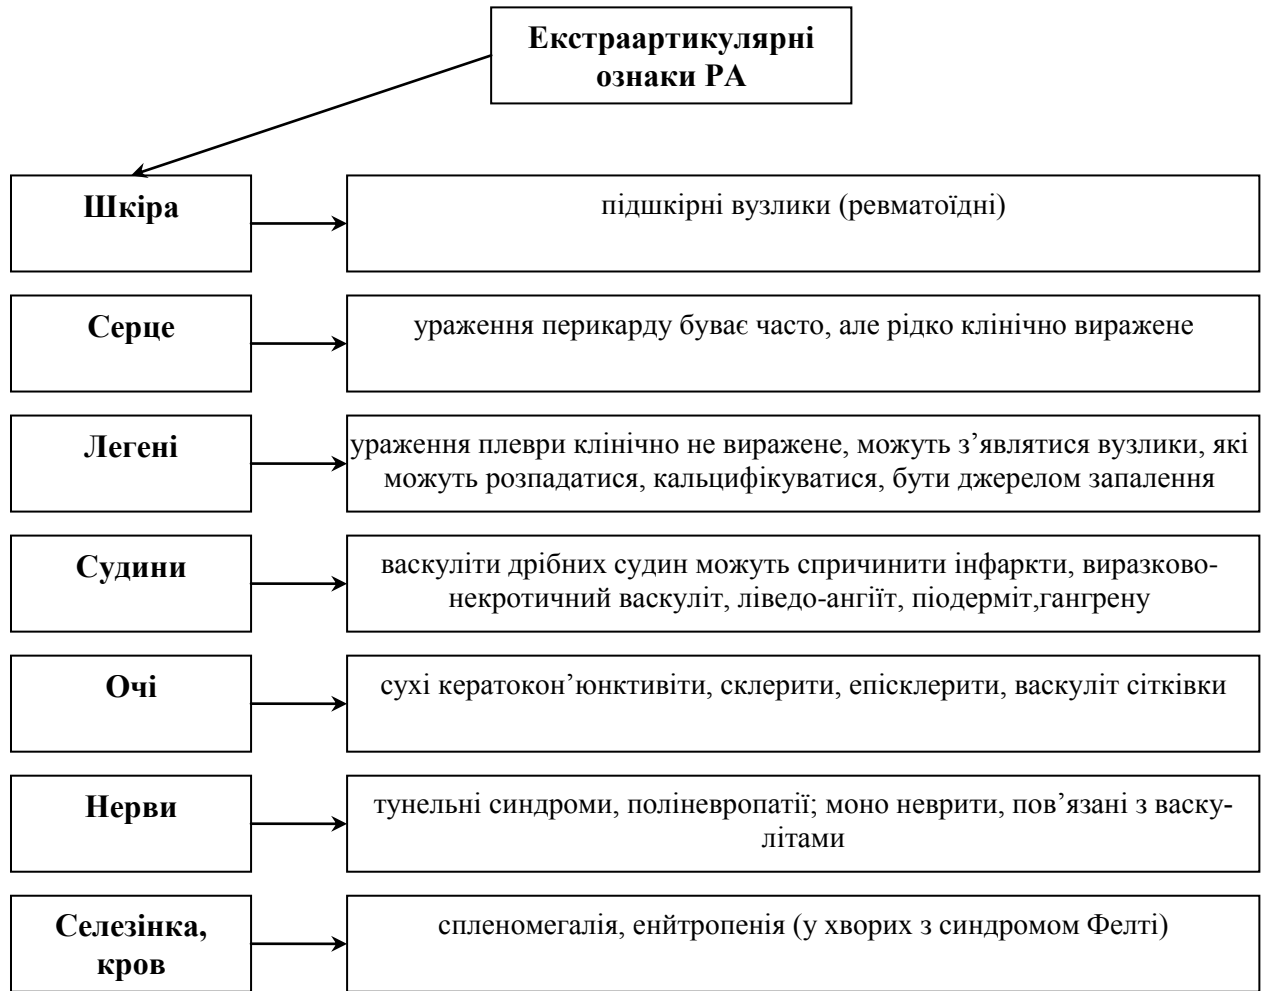 Екстраартикулярні
ознаки РА
Шкіра
підшкірні вузлики (ревматоїдні)
Серце
ураження перикарду буває часто, але рідко клінічно виражене
Легені
ураження плеври клінічно не виражене, можуть з’являтися вузлики, які
можуть розпадатися, кальцифікуватися, бути джерелом запалення
Судини
васкуліти дрібних судин можуть спричинити інфаркти, виразково-
некротичний васкуліт, ліведо-ангіїт, піодерміт,гангрену
Очі
сухі кератокон’юнктивіти, склерити, епісклерити, васкуліт сітківки
Нерви
тунельні синдроми, поліневропатії; моно неврити, пов’язані з васку-
літами
Селезінка,
кров
спленомегалія, енйтропенія (у хворих з синдромом Фелті)